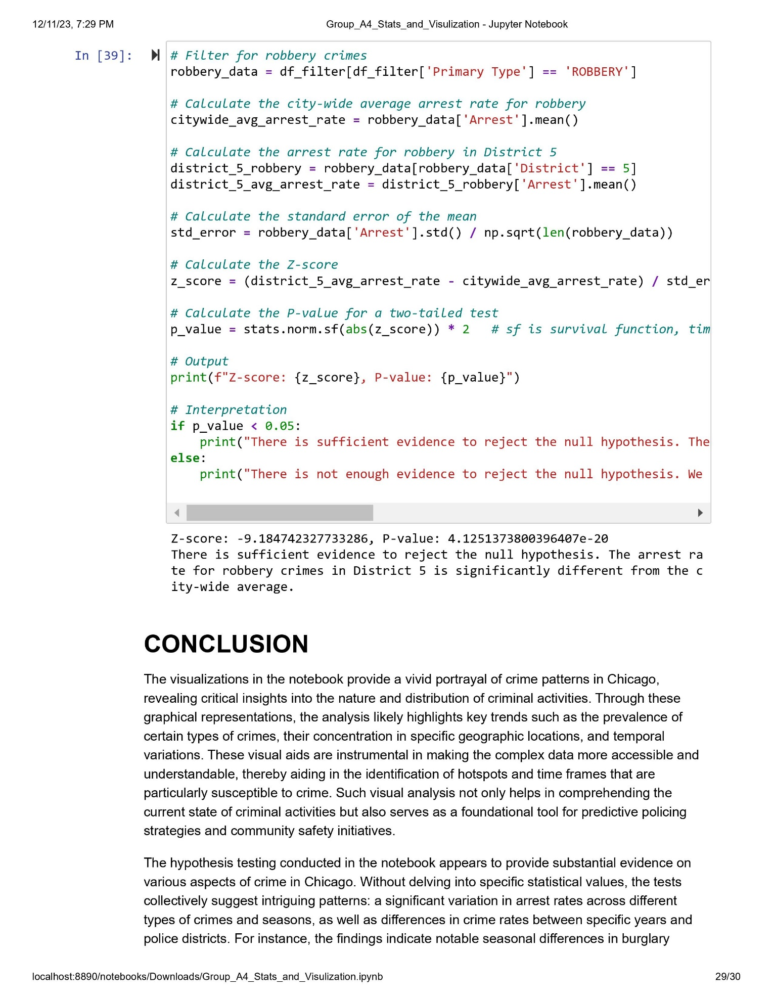 12/11/23, 7:29 PM
Group_A4_Stats_and_Visulization - Jupyter Notebook
In [39]:
# Filter for robbery crimes
robbery_data = df_filter[df_filter['Primary Type'] == 'ROBBERY']
# Calculate the city-wide average arrest rate for robbery
citywide_avg_arrest_rate = robbery_data['Arrest'].mean()
# Calculate the arrest rate for robbery in District 5
district_5_robbery = robbery_data[robbery_data['District'] == 5]
district_5_avg_arrest_rate = district_5_robbery['Arrest'].mean()
# Calculate the standard error of the mean
std_error = robbery_data['Arrest'].std() / np.sqrt(len(robbery_data))
# Calculate the Z-score
z_score = (district_5_avg_arrest_rate - citywide_avg_arrest_rate) / std_er
# Calculate the P-value for a two-tailed test
p_value = stats.norm.sf(abs(z_score)) * 2   # sf is survival function, tim
# Output
print(f"Z-score: {z_score}, P-value: {p_value}")
# Interpretation
if p_value < 0.05:
    print("There is sufficient evidence to reject the null hypothesis. The
else:
    print("There is not enough evidence to reject the null hypothesis. We
Z-score: -9.184742327733286, P-value: 4.1251373800396407e-20
There is sufficient evidence to reject the null hypothesis. The arrest ra
te for robbery crimes in District 5 is significantly different from the c
ity-wide average.
CONCLUSION
The visualizations in the notebook provide a vivid portrayal of crime patterns in Chicago,
revealing critical insights into the nature and distribution of criminal activities. Through these
graphical representations, the analysis likely highlights key trends such as the prevalence of
certain types of crimes, their concentration in specific geographic locations, and temporal
variations. These visual aids are instrumental in making the complex data more accessible and
understandable, thereby aiding in the identification of hotspots and time frames that are
particularly susceptible to crime. Such visual analysis not only helps in comprehending the
current state of criminal activities but also serves as a foundational tool for predictive policing
strategies and community safety initiatives.
The hypothesis testing conducted in the notebook appears to provide substantial evidence on
various aspects of crime in Chicago. Without delving into specific statistical values, the tests
collectively suggest intriguing patterns: a significant variation in arrest rates across different
types of crimes and seasons, as well as differences in crime rates between specific years and
police districts. For instance, the findings indicate notable seasonal differences in burglary
localhost:8890/notebooks/Downloads/Group_A4_Stats_and_Visulization.ipynb
29/30